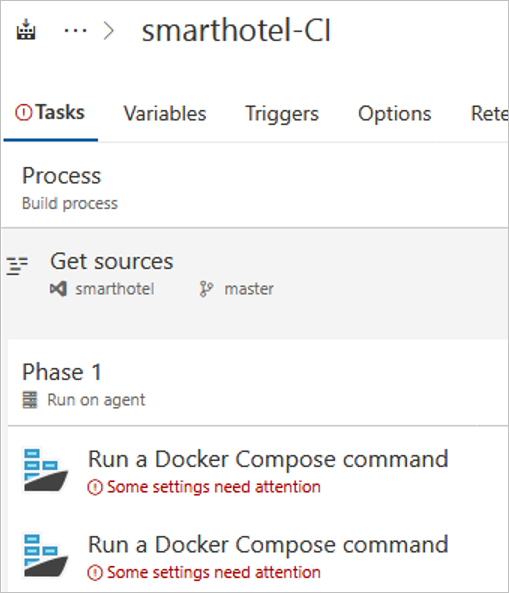 ... > smarthotel-CI
Tasks Variables Triggers Options Rete
Process
Build process
Get sources
smarthotel master
Phase 1
Run on agent
Run a Docker Compose command
Some settings need attention
Run a Docker Compose command
Some settings need attention